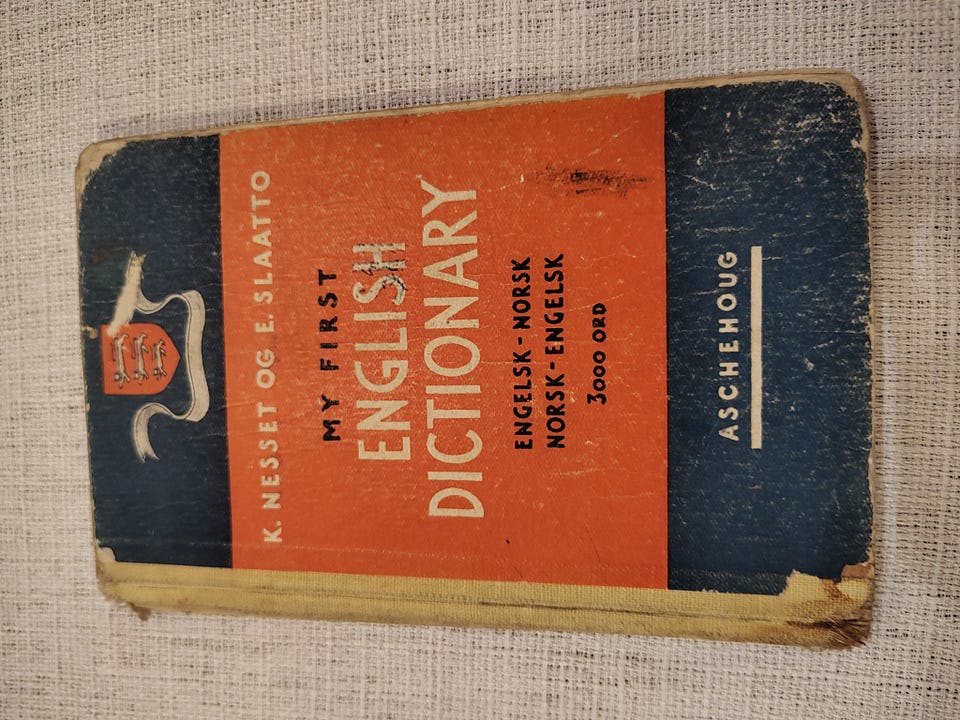 K. NESSET OG E. SLAATTO
MY FIRST
ENGLISH
DICTIONARY
ENGELSK-NORSK
NORSK-ENGELSK
3000 ORD
ASCHEHOUG